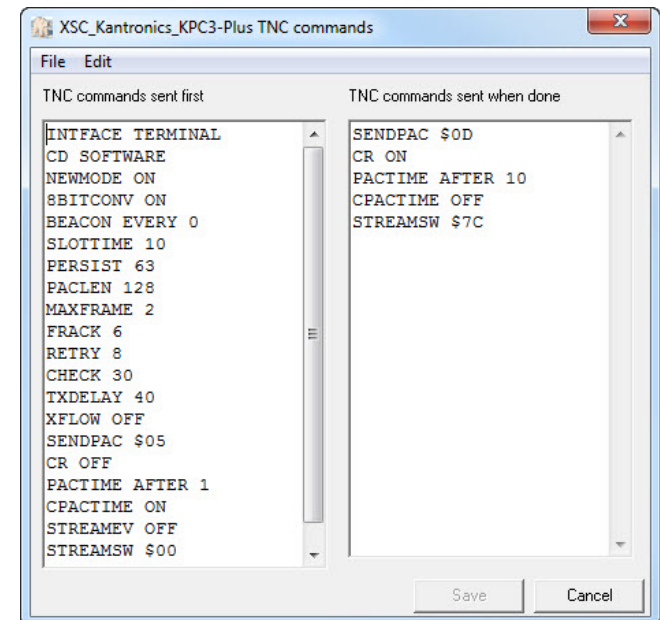 XSC_Kantronics_KPC3-Plus TNC commands
File Edit
TNC commands sent first
INTFACE TERMINAL
CD SOFTWARE
NEWMODE ON
8BITCONV ON
BEACON EVERY 0
SLOTTIME 10
PERSIST 63
PACLEN 128
MAXFRAME 2
FRACK 6
RETRY 8
CHECK 30
TXDELAY 40
XFLOW OFF
SENDPAC $05
CR OFF
PACTIME AFTER 1
CPACTIME ON
STREAMEV OFF
STREAMSW $00
TNC commands sent when done
SENDPAC $0D
CR ON
PACTIME AFTER 10
CPACTIME OFF
STREAMSW $7C
Save Cancel